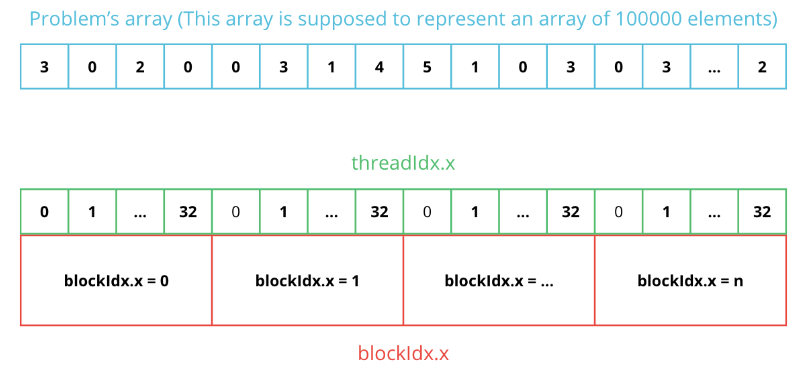 Problem’s array (This array is supposed to represent an array of 100000 elements)
3 0 2 0 0 3 1 4 5 1 0 3 0 3 ... 2
threadIdx.x
0 1 ... 32 0 1 ... 32 0 1 ... 32 0 1 ... 32
blockIdx.x = 0 blockIdx.x = 1 blockIdx.x = ... blockIdx.x = n
blockIdx.x